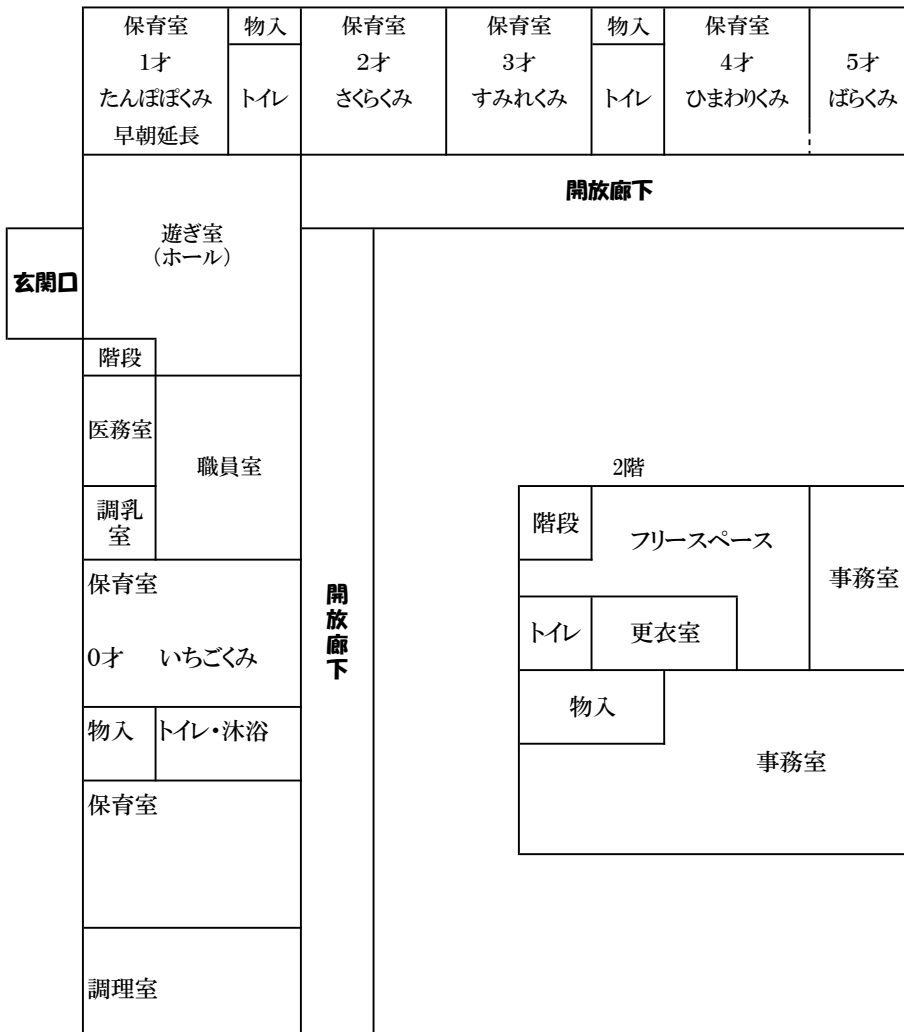 保育室
1才
たんぽぽくみ
早朝延長
物入
トイレ
保育室
2才
さくらくみ
保育室
3才
すみれくみ
物入
トイレ
保育室
4才
ひまわりくみ
5才
ばらくみ
開放廊下
遊ぎ室
(ホール)
玄関口
階段
医務室
職員室
調乳
室
保育室
0才 いちごくみ
物入
トイレ・沐浴
保育室
調理室
開放廊下
2階
階段
フリースペース
事務室
トイレ
更衣室
物入
事務室